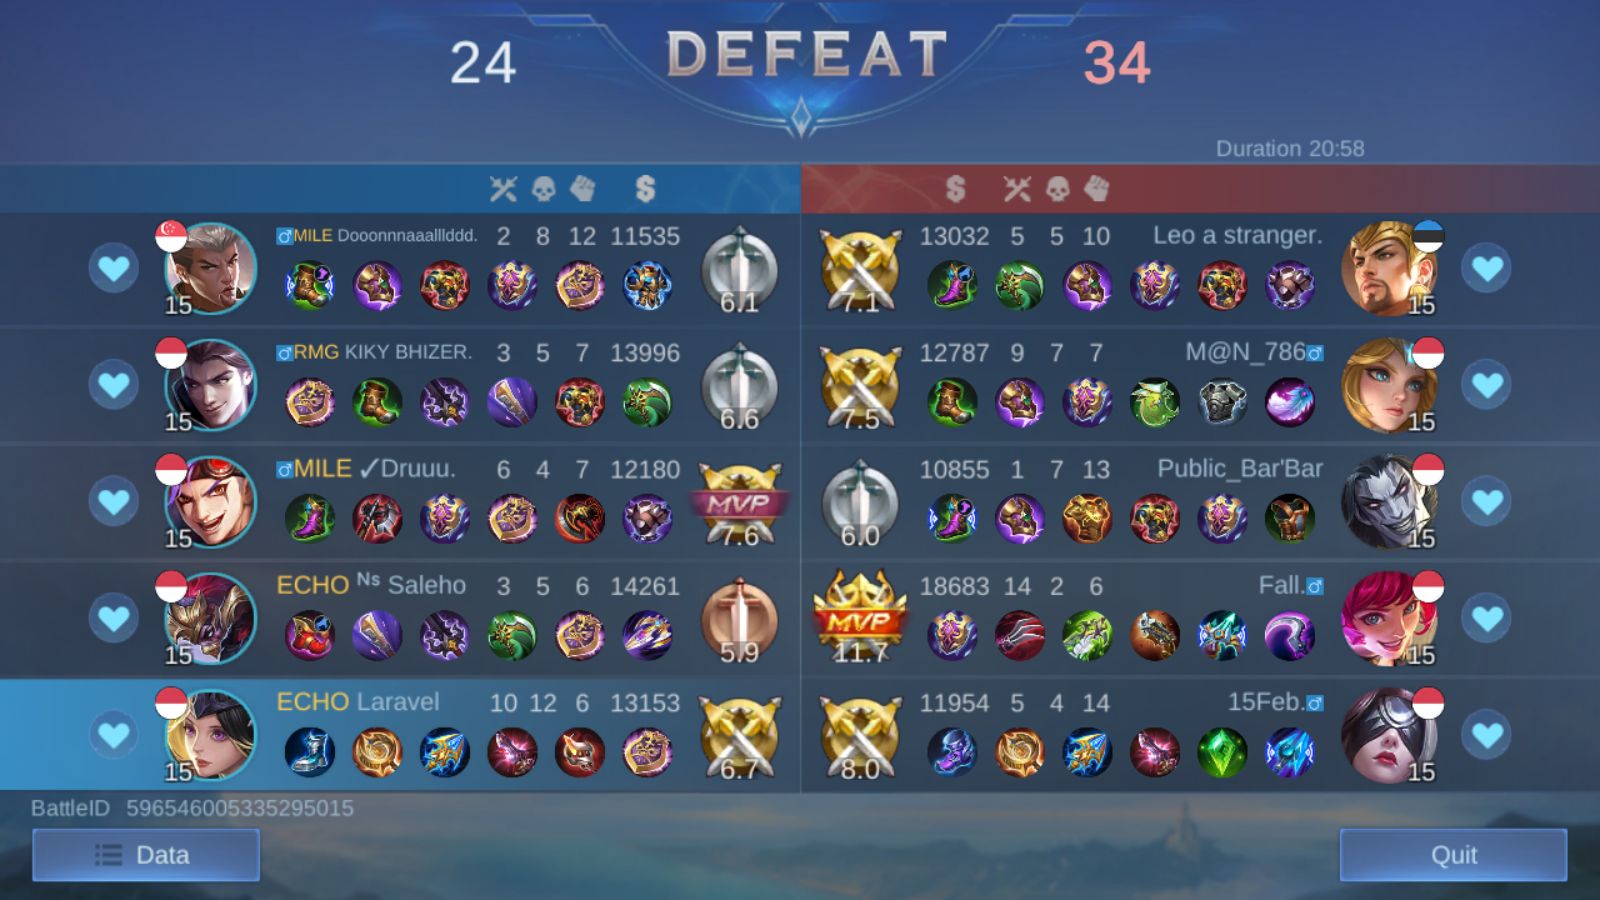 24 DEFEAT 34
Duration 20:58
15 MILE Dooonnnaaallldddd. 2 8 12 11535 6.1
7.1 13032 5 5 10 Leo a stranger. 15
15 RMG KIKY BHIZER. 3 5 7 13996 6.6
7.5 12787 9 7 7 M@N_786 15
15 MILE ✓Druuu. 6 4 7 12180 MVP 7.6
6.0 10855 1 7 13 Public_Bar'Bar 15
15 ECHO ᴺˢ Saleho 3 5 6 14261 5.9
MVP 11.7 18683 14 2 6 Fall. 15
15 ECHO Laravel 10 12 6 13153 6.7
8.0 11954 5 4 14 15Feb. 15
BattleID 596546005335295015
Data
Quit